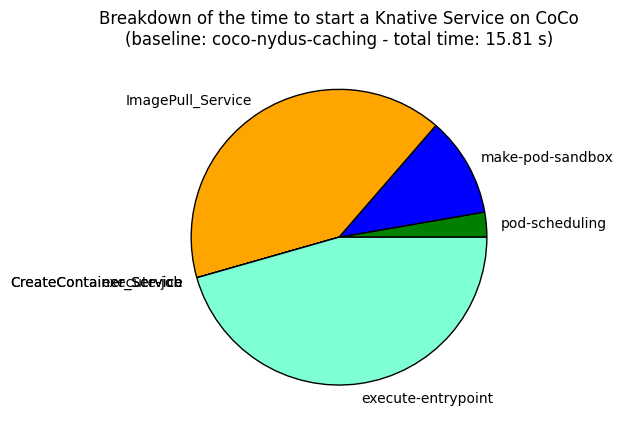 Breakdown of the time to start a Knative Service on CoCo
(baseline: coco-nydus-caching - total time: 15.81 s)
ImagePull_Service
make-pod-sandbox
pod-scheduling
CreateContainer_Service
execute-entrypoint